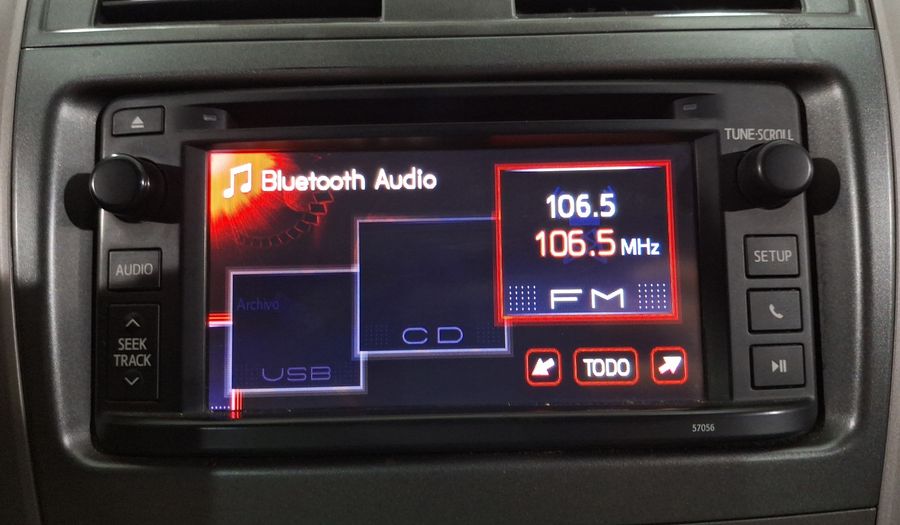 TUNE·SCROLL
Bluetooth Audio
106.5
106.5 MHz
FM
AUDIO
SETUP
Archivo
SEEK
TRACK
CD
USB
TODO
57056